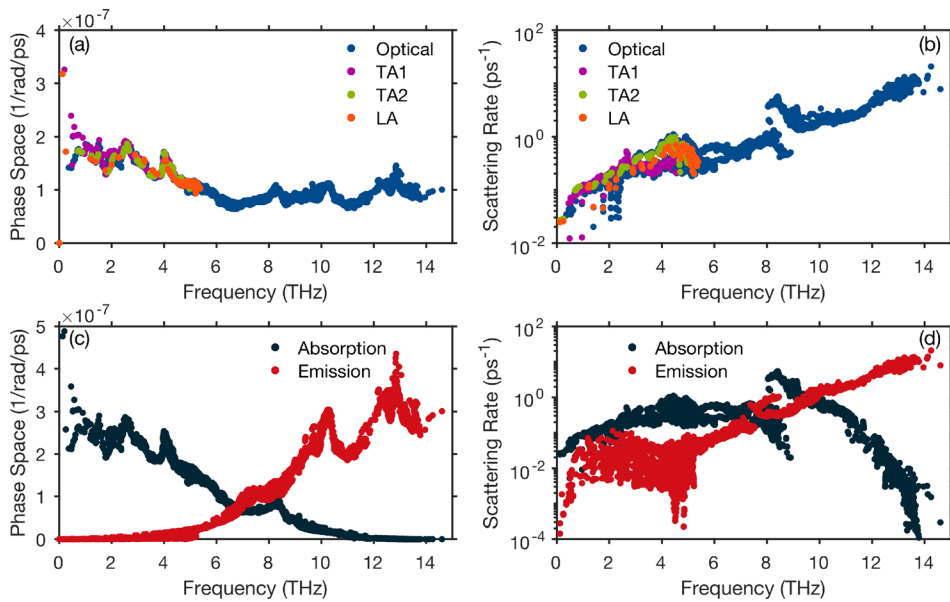 ×10⁻⁷
4
3
2
1
0
Phase Space (1/rad/ps)
(a)
Optical
TA1
TA2
LA
0 2 4 6 8 10 12 14
Frequency (THz)
10²
10⁰
10⁻²
Scattering Rate (ps⁻¹)
(b)
Optical
TA1
TA2
LA
0 2 4 6 8 10 12 14
Frequency (THz)
×10⁻⁷
5
4
3
2
1
0
Phase Space (1/rad/ps)
(c)
Absorption
Emission
0 2 4 6 8 10 12 14
Frequency (THz)
10²
10⁰
10⁻²
10⁻⁴
Scattering Rate (ps⁻¹)
(d)
Absorption
Emission
0 2 4 6 8 10 12 14
Frequency (THz)